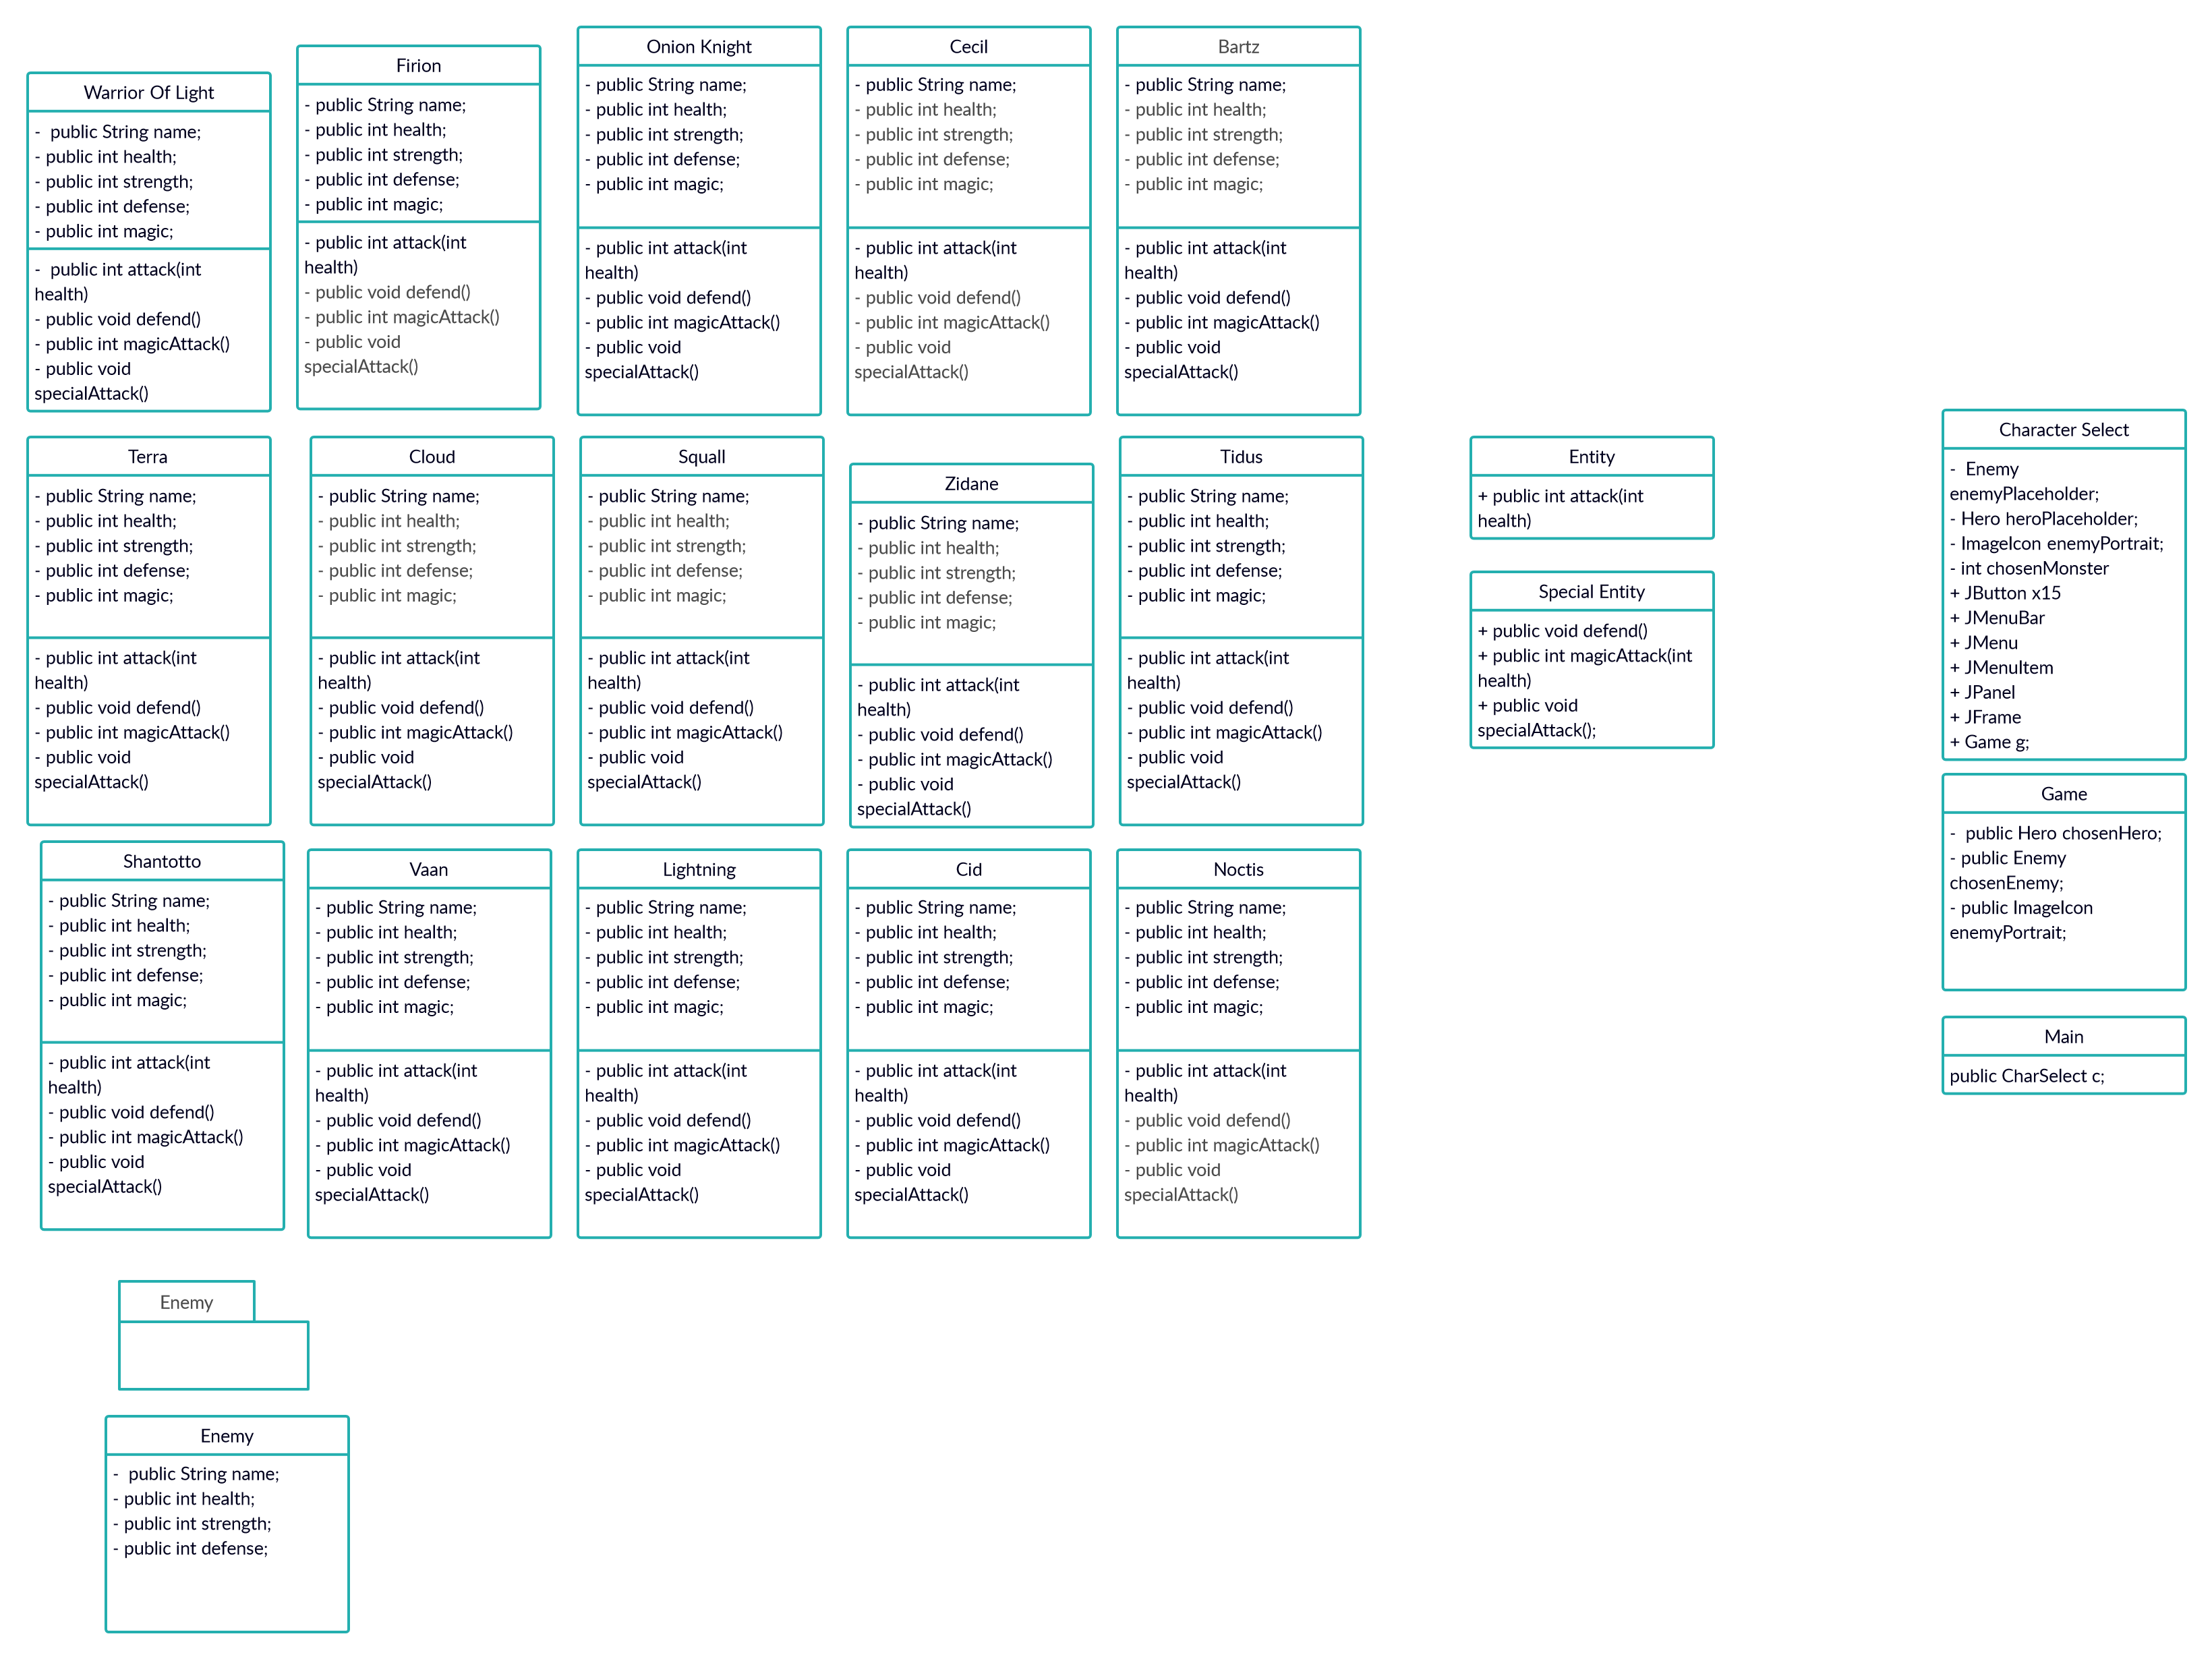 Warrior Of Light
-  public String name;
- public int health;
- public int strength;
- public int defense;
- public int magic;
-  public int attack(int
health)
- public void defend()
- public int magicAttack()
- public void
specialAttack()
Firion
- public String name;
- public int health;
- public int strength;
- public int defense;
- public int magic;
- public int attack(int
health)
- public void defend()
- public int magicAttack()
- public void
specialAttack()
Onion Knight
- public String name;
- public int health;
- public int strength;
- public int defense;
- public int magic;
- public int attack(int
health)
- public void defend()
- public int magicAttack()
- public void
specialAttack()
Cecil
- public String name;
- public int health;
- public int strength;
- public int defense;
- public int magic;
- public int attack(int
health)
- public void defend()
- public int magicAttack()
- public void
specialAttack()
Bartz
- public String name;
- public int health;
- public int strength;
- public int defense;
- public int magic;
- public int attack(int
health)
- public void defend()
- public int magicAttack()
- public void
specialAttack()
Terra
- public String name;
- public int health;
- public int strength;
- public int defense;
- public int magic;
- public int attack(int
health)
- public void defend()
- public int magicAttack()
- public void
specialAttack()
Cloud
- public String name;
- public int health;
- public int strength;
- public int defense;
- public int magic;
- public int attack(int
health)
- public void defend()
- public int magicAttack()
- public void
specialAttack()
Squall
- public String name;
- public int health;
- public int strength;
- public int defense;
- public int magic;
- public int attack(int
health)
- public void defend()
- public int magicAttack()
- public void
specialAttack()
Zidane
- public String name;
- public int health;
- public int strength;
- public int defense;
- public int magic;
- public int attack(int
health)
- public void defend()
- public int magicAttack()
- public void
specialAttack()
Tidus
- public String name;
- public int health;
- public int strength;
- public int defense;
- public int magic;
- public int attack(int
health)
- public void defend()
- public int magicAttack()
- public void
specialAttack()
Entity
+ public int attack(int
health)
Special Entity
+ public void defend()
+ public int magicAttack(int
health)
+ public void
specialAttack();
Character Select
-  Enemy
enemyPlaceholder;
- Hero heroPlaceholder;
- ImageIcon enemyPortrait;
- int chosenMonster
+ JButton x15
+ JMenuBar
+ JMenu
+ JMenuItem
+ JPanel
+ JFrame
+ Game g;
Game
-  public Hero chosenHero;
- public Enemy
chosenEnemy;
- public ImageIcon
enemyPortrait;
Main
public CharSelect c;
Shantotto
- public String name;
- public int health;
- public int strength;
- public int defense;
- public int magic;
- public int attack(int
health)
- public void defend()
- public int magicAttack()
- public void
specialAttack()
Vaan
- public String name;
- public int health;
- public int strength;
- public int defense;
- public int magic;
- public int attack(int
health)
- public void defend()
- public int magicAttack()
- public void
specialAttack()
Lightning
- public String name;
- public int health;
- public int strength;
- public int defense;
- public int magic;
- public int attack(int
health)
- public void defend()
- public int magicAttack()
- public void
specialAttack()
Cid
- public String name;
- public int health;
- public int strength;
- public int defense;
- public int magic;
- public int attack(int
health)
- public void defend()
- public int magicAttack()
- public void
specialAttack()
Noctis
- public String name;
- public int health;
- public int strength;
- public int defense;
- public int magic;
- public int attack(int
health)
- public void defend()
- public int magicAttack()
- public void
specialAttack()
Enemy
Enemy
-  public String name;
- public int health;
- public int strength;
- public int defense;